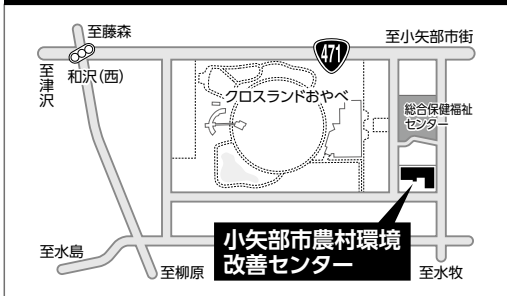 至藤森
471
至小矢部市街
至津沢
和沢(西)
クロスランドおやべ
総合保健福祉
センター
小矢部市農村環境
改善センター
至水島
至柳原
至水牧